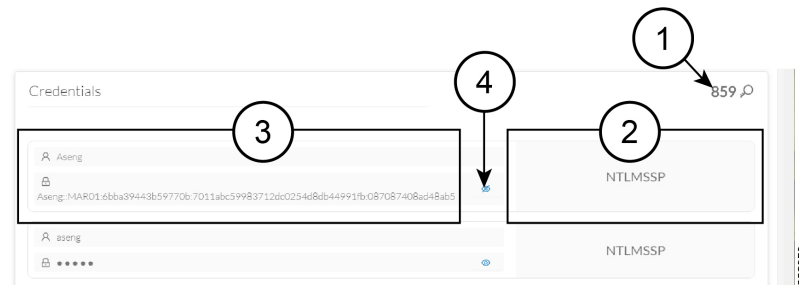 1
4
Credentials
859
3
2
Aseng
NTLMSSP
Aseng::MAR01:6bba39443b59770b:7011abc59983712dc0254d8db44991fb:087087408ad48ab5
aseng
NTLMSSP
•••••